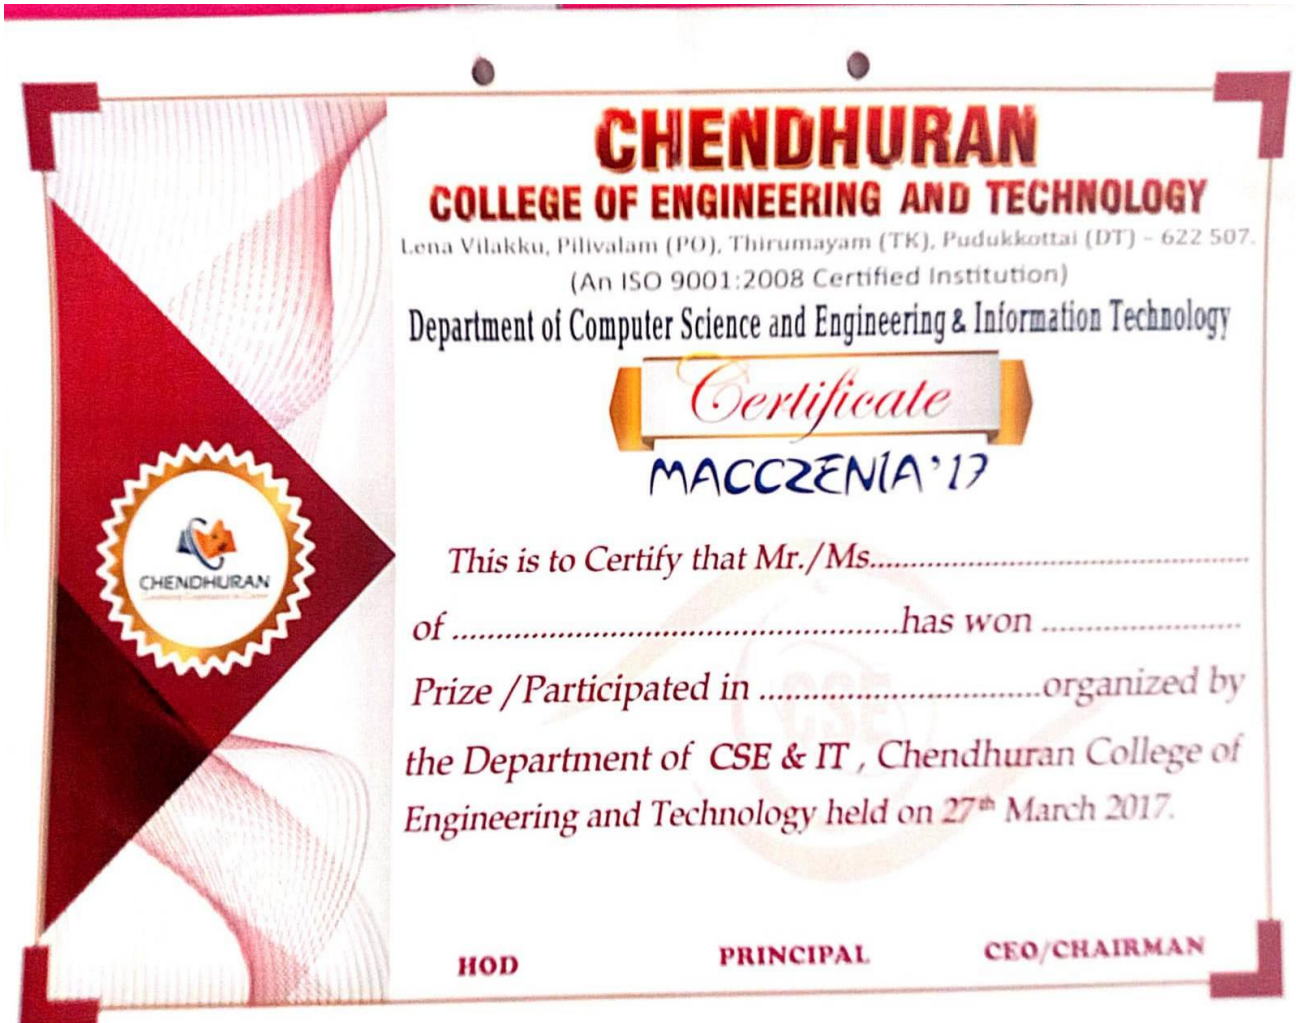 CHENDHURAN
COLLEGE OF ENGINEERING AND TECHNOLOGY
Lena Vilakku, Pilivalam (PO), Thirumayam (TK), Pudukkottai (DT) – 622 507.
(An ISO 9001:2008 Certified Institution)
Department of Computer Science and Engineering & Information Technology
Certificate
MACCZENIA'17
CHENDHURAN
This is to Certify that Mr./Ms..................................................
of ....................................................has won .......................
Prize /Participated in .................................organized by
CSE
the Department of CSE & IT , Chendhuran College of
Engineering and Technology held on 27th March 2017.
HOD PRINCIPAL CEO/CHAIRMAN